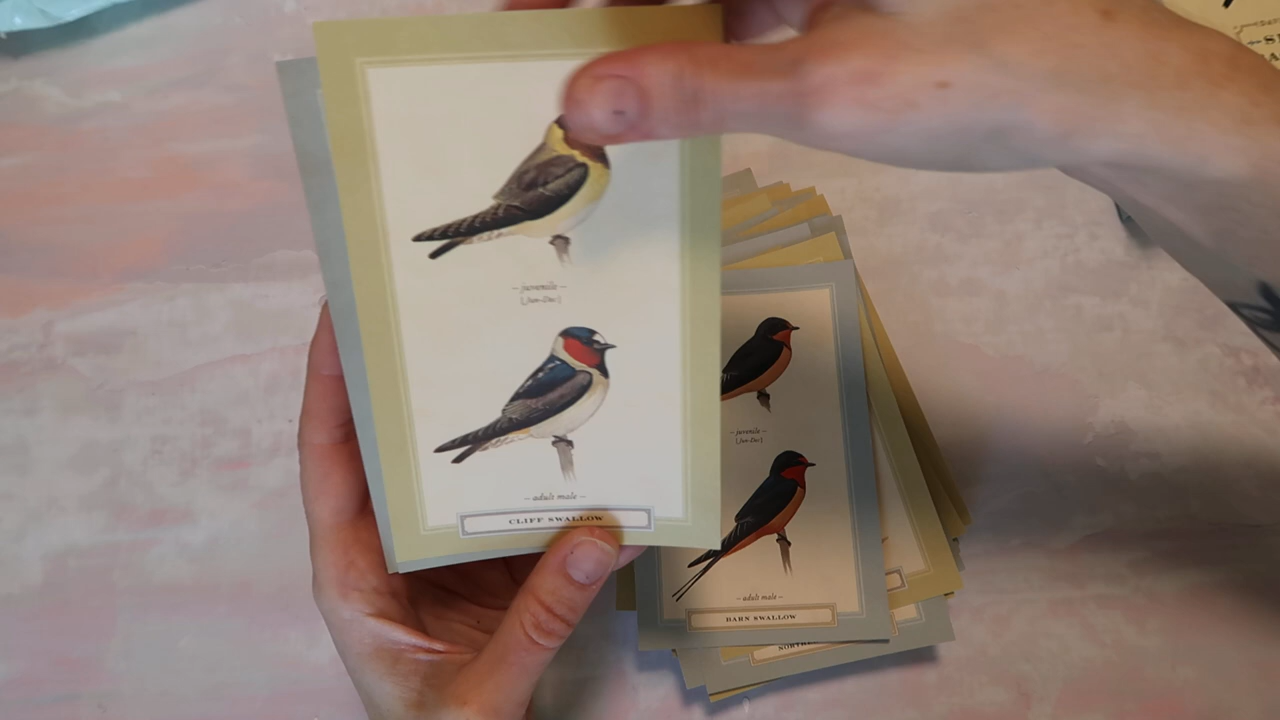 – juvenile –
[Jun–Dec]
– adult male –
CLIFF SWALLOW
– juvenile –
[Jun–Dec]
– adult male –
BARN SWALLOW